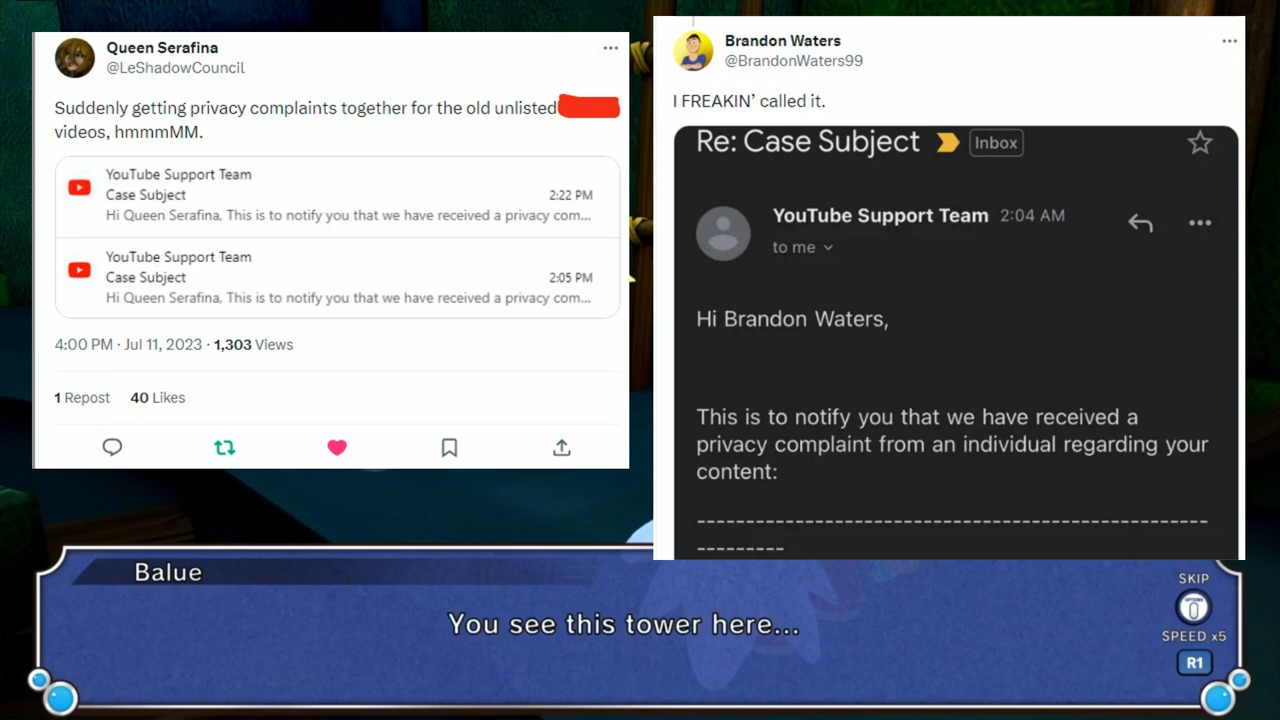 Queen Serafina
@LeShadowCouncil
Suddenly getting privacy complaints together for the old unlisted
videos, hmmmMM.
YouTube Support Team
Case Subject 2:22 PM
Hi Queen Serafina, This is to notify you that we have received a privacy com...
YouTube Support Team
Case Subject 2:05 PM
Hi Queen Serafina, This is to notify you that we have received a privacy com...
4:00 PM · Jul 11, 2023 · 1,303 Views
1 Repost 40 Likes
Brandon Waters
@BrandonWaters99
I FREAKIN' called it.
Re: Case Subject Inbox
YouTube Support Team 2:04 AM
to me
Hi Brandon Waters,
This is to notify you that we have received a
privacy complaint from an individual regarding your
content:
------------------------------------------------
---------
Balue
You see this tower here...
SKIP
OPTIONS
SPEED x5
R1